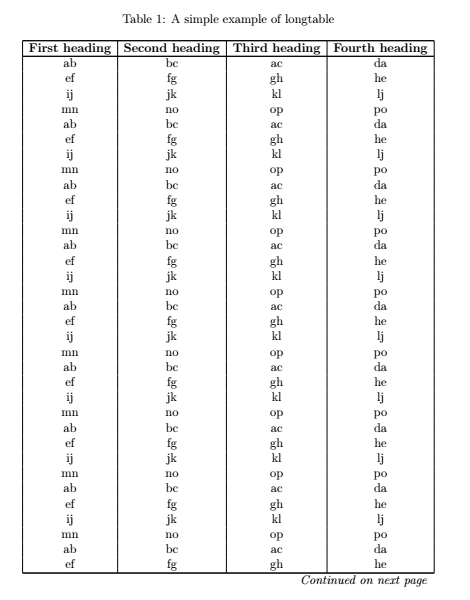 Table 1: A simple example of longtable
First heading Second heading Third heading Fourth heading
ab bc ac da
ef fg gh he
ij jk kl lj
mn no op po
ab bc ac da
ef fg gh he
ij jk kl lj
mn no op po
ab bc ac da
ef fg gh he
ij jk kl lj
mn no op po
ab bc ac da
ef fg gh he
ij jk kl lj
mn no op po
ab bc ac da
ef fg gh he
ij jk kl lj
mn no op po
ab bc ac da
ef fg gh he
ij jk kl lj
mn no op po
ab bc ac da
ef fg gh he
ij jk kl lj
mn no op po
ab bc ac da
ef fg gh he
ij jk kl lj
mn no op po
ab bc ac da
ef fg gh he
Continued on next page